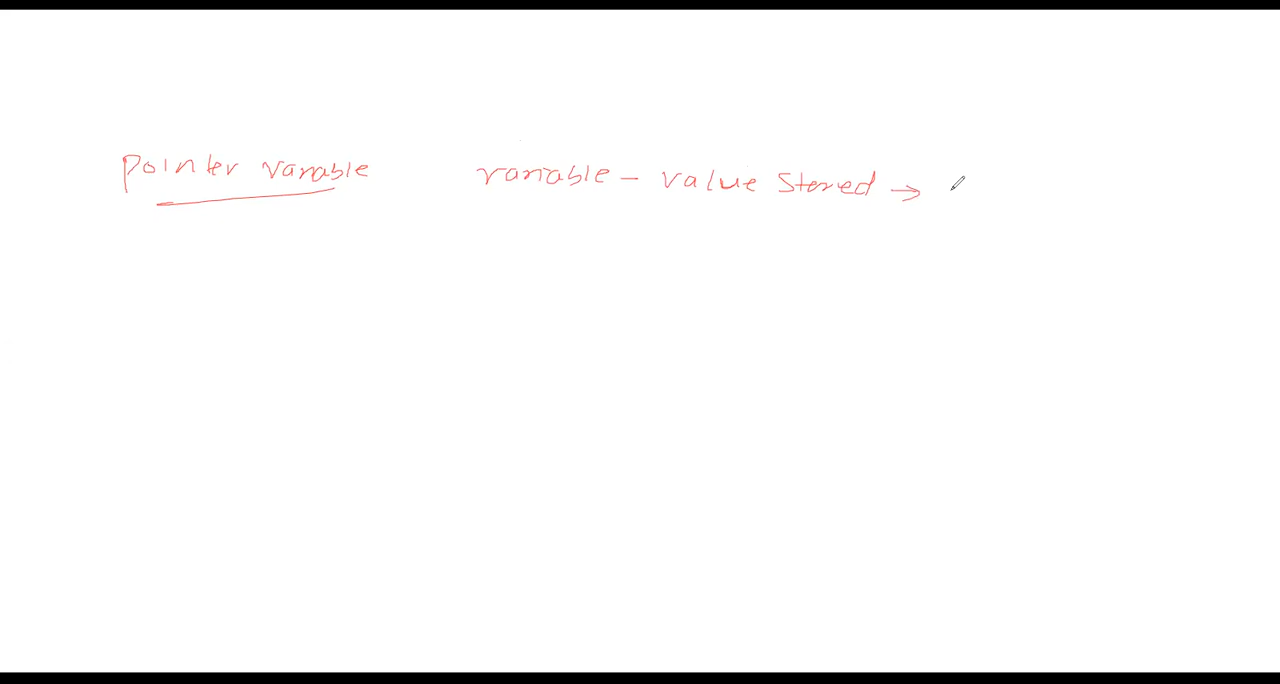 pointer variable variable - value stored →